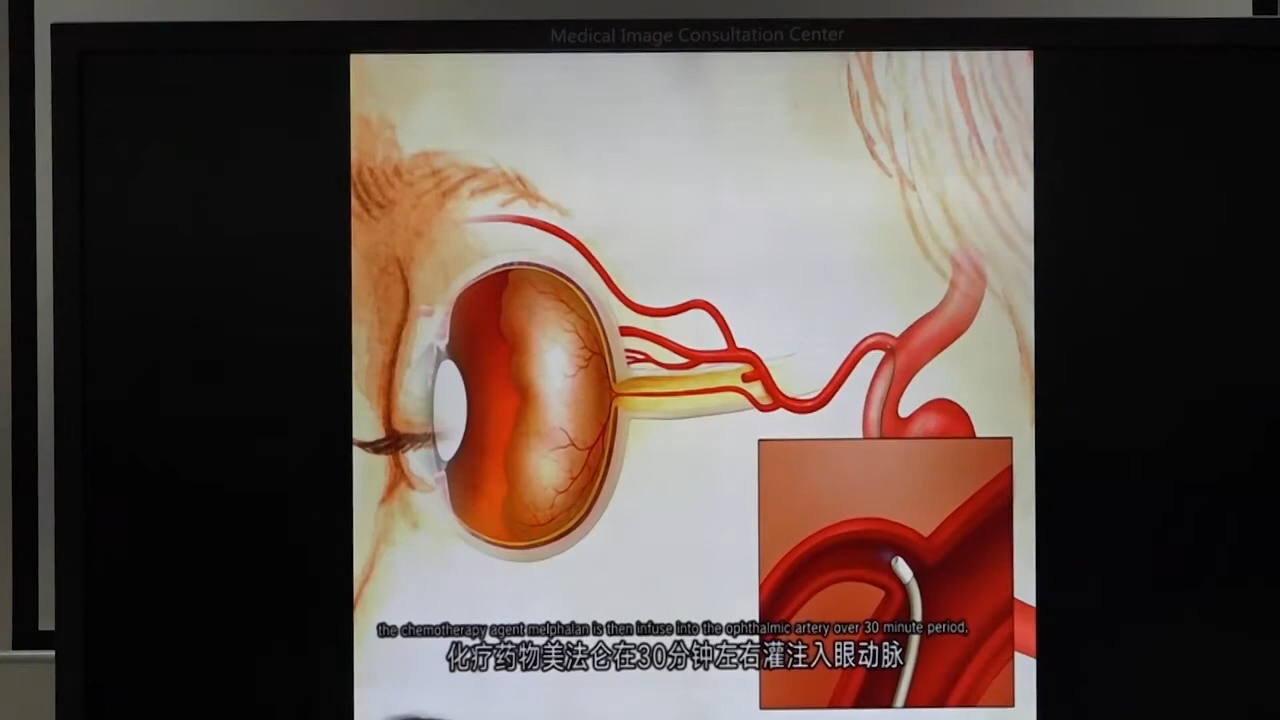 Medical Image Consultation Center
the chemotherapy agent melphalan is then infuse into the ophthalmic artery over 30 minute period,
化疗药物美法仑在30分钟左右灌注入眼动脉